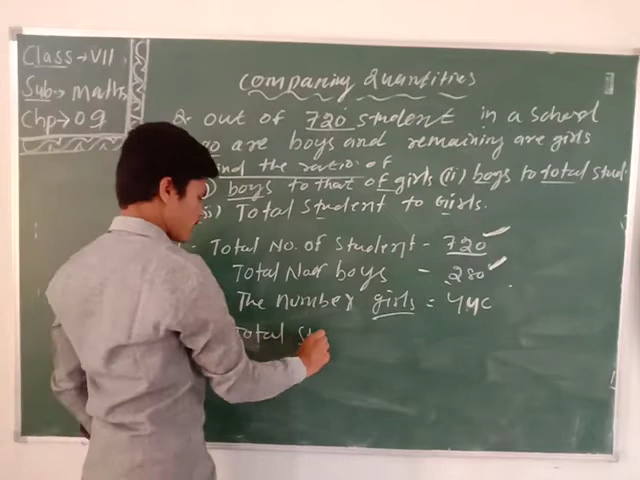 Class → VII
Sub → Maths
Chp → 09
Companing Quantities
Q. out of 720 student in a School
are boys and remaining are girls
find the ratio of
boys to that of girls (ii) boys to total stud
Total Student to Girls.
Total No. of student - 720
Total No of boys - 280
The number girls = 440
Total